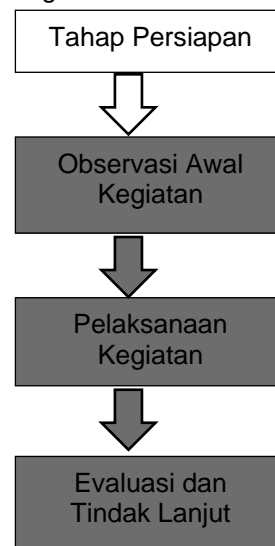 Tahap Persiapan
Observasi Awal
Kegiatan
Pelaksanaan
Kegiatan
Evaluasi dan
Tindak Lanjut